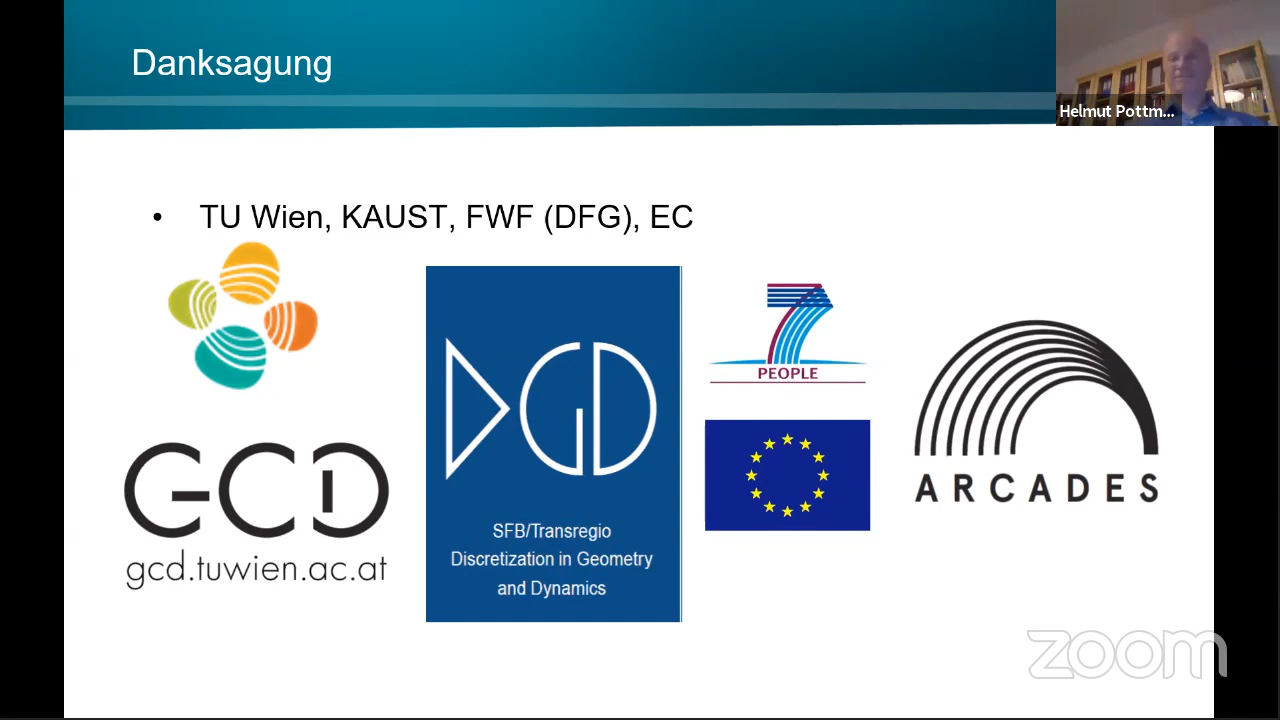 Danksagung
Helmut Pottm...
• TU Wien, KAUST, FWF (DFG), EC
7
PEOPLE
DGD
ARCADES
GCD
gcd.tuwien.ac.at
SFB/Transregio
Discretization in Geometry
and Dynamics
zoom